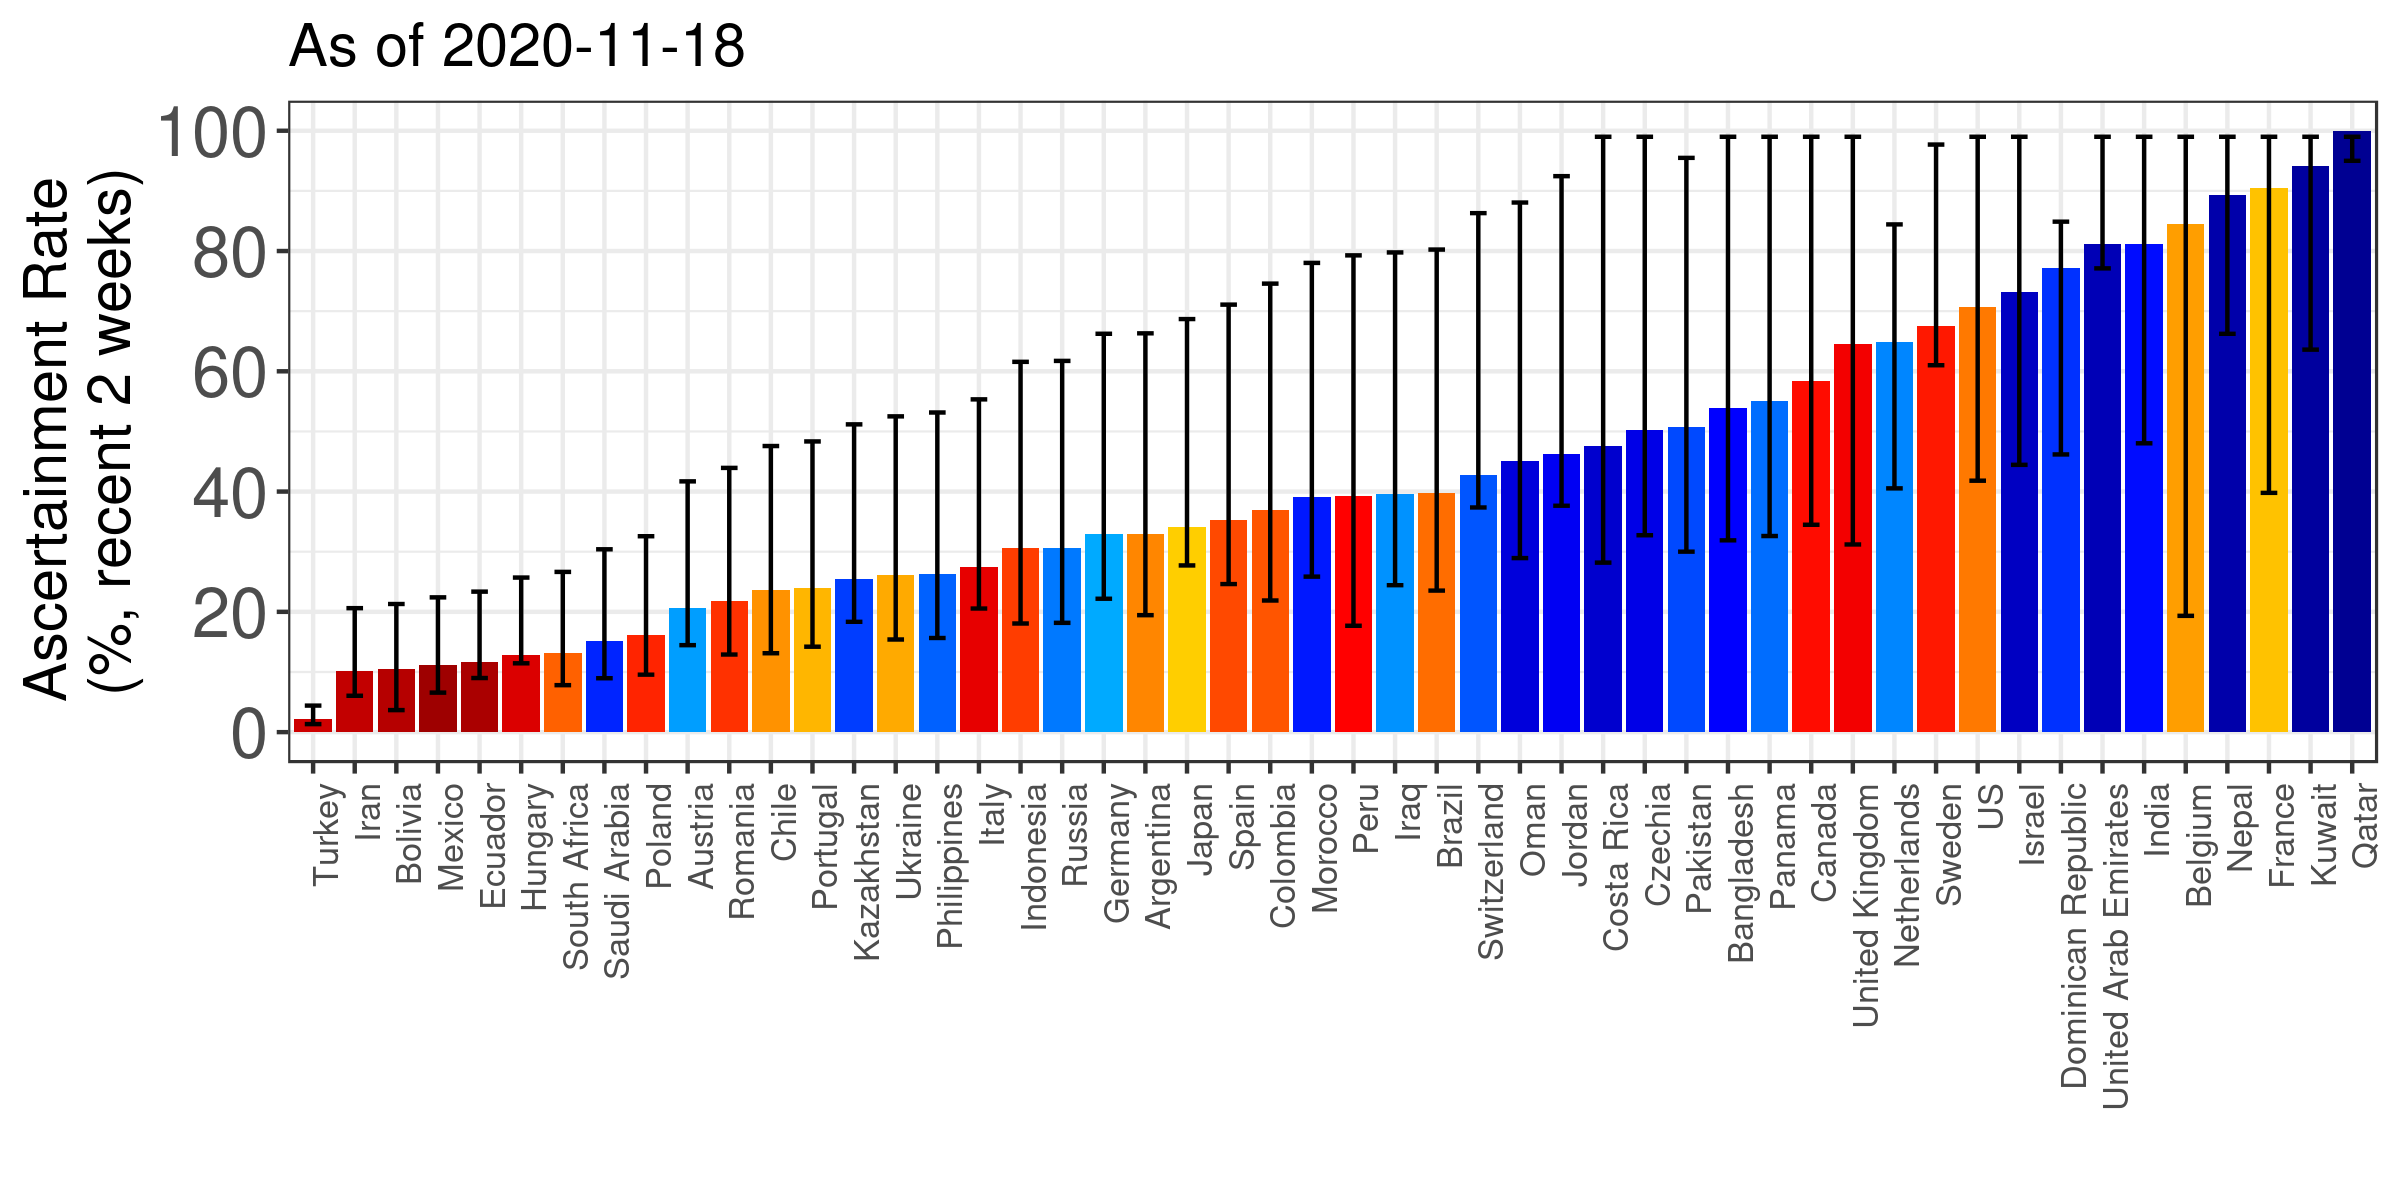 As of 2020-11-18
Ascertainment Rate
(%, recent 2 weeks)
100
80
60
40
20
0
Turkey
Iran
Bolivia
Mexico
Ecuador
Hungary
South Africa
Saudi Arabia
Poland
Austria
Romania
Chile
Portugal
Kazakhstan
Ukraine
Philippines
Italy
Indonesia
Russia
Germany
Argentina
Japan
Spain
Colombia
Morocco
Peru
Iraq
Brazil
Switzerland
Oman
Jordan
Costa Rica
Czechia
Pakistan
Bangladesh
Panama
Canada
United Kingdom
Netherlands
Sweden
US
Israel
Dominican Republic
United Arab Emirates
India
Belgium
Nepal
France
Kuwait
Qatar